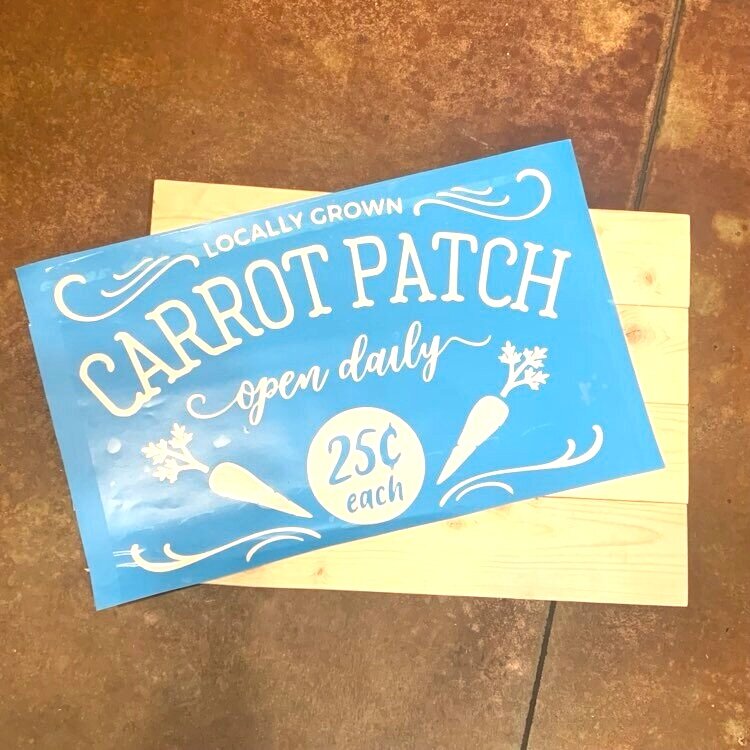 LOCALLY GROWN
CARROT PATCH
open daily
25¢
each